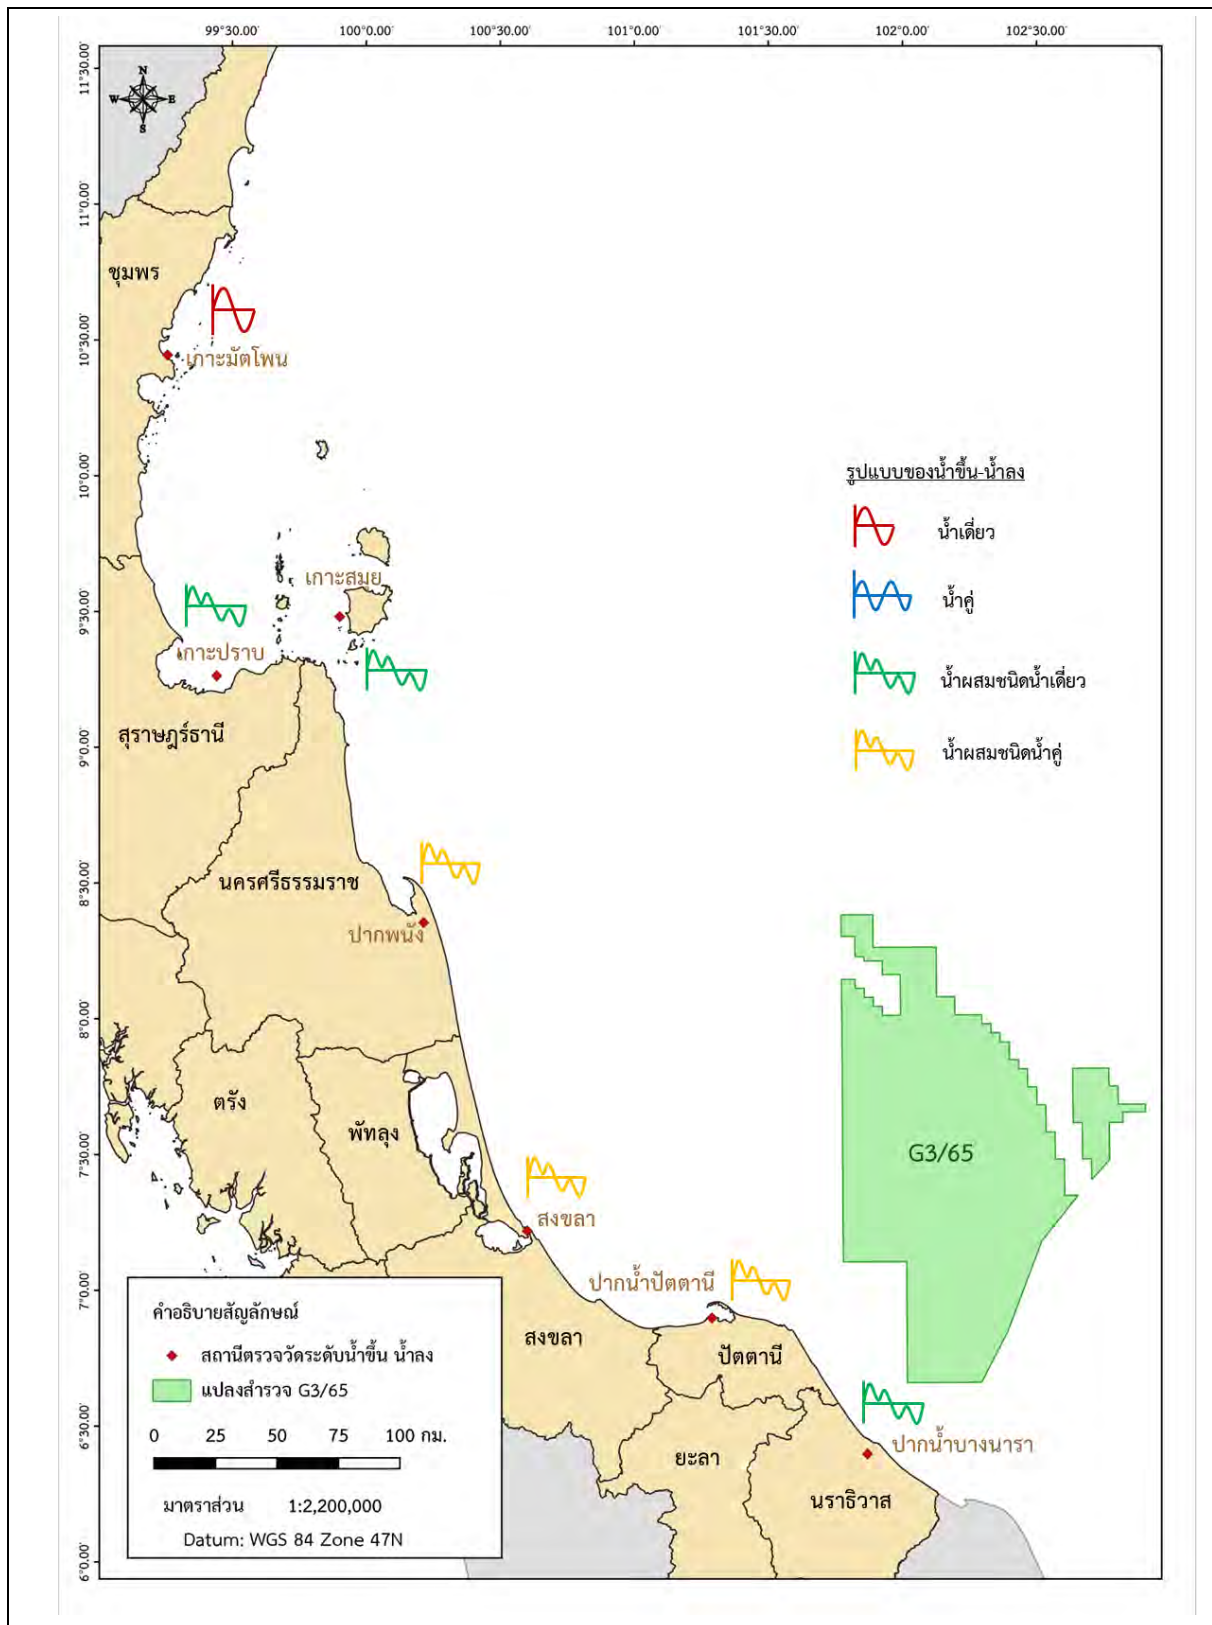 99°30.00' 100°0.00' 100°30.00' 101°0.00' 101°30.00' 102°0.00' 102°30.00'
11°30.00'
11°0.00'
10°30.00'
10°0.00'
9°30.00'
9°0.00'
8°30.00'
8°0.00'
7°30.00'
7°0.00'
6°30.00'
6°0.00'
N
W E
S
ชุมพร
เกาะมัตโพน
รูปแบบของน้ำขึ้น-น้ำลง
น้ำเดี่ยว
น้ำคู่
น้ำผสมชนิดน้ำเดี่ยว
น้ำผสมชนิดน้ำคู่
เกาะสมุย
เกาะปราบ
สุราษฎร์ธานี
นครศรีธรรมราช
ปากพนัง
ตรัง
พัทลุง
G3/65
สงขลา
ปากน้ำปัตตานี
สงขลา
ปัตตานี
ปากน้ำบางนารา
ยะลา
นราธิวาส
คำอธิบายสัญลักษณ์
สถานีตรวจวัดระดับน้ำขึ้น น้ำลง
แปลงสำรวจ G3/65
0 25 50 75 100 กม.
มาตราส่วน 1:2,200,000
Datum: WGS 84 Zone 47N